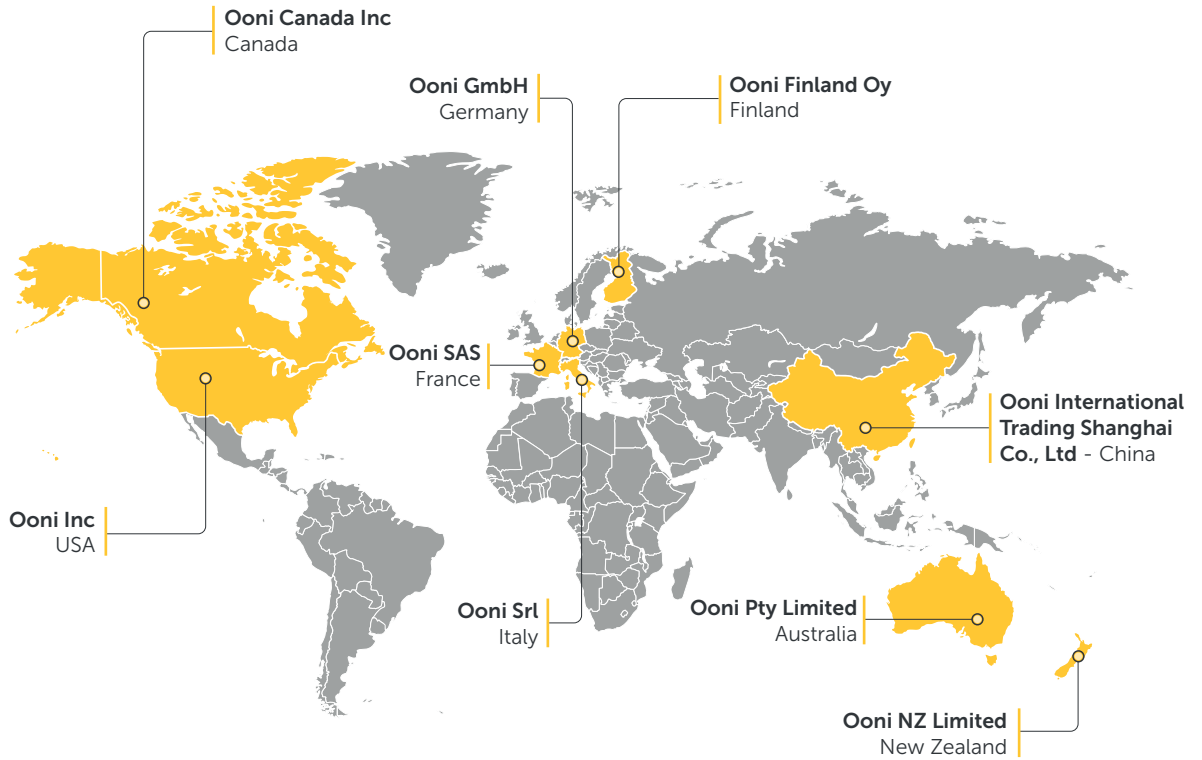 Ooni Canada Inc
Canada
Ooni GmbH
Germany
Ooni Finland Oy
Finland
Ooni SAS
France
Ooni International
Trading Shanghai
Co., Ltd - China
Ooni Inc
USA
Ooni Srl
Italy
Ooni Pty Limited
Australia
Ooni NZ Limited
New Zealand